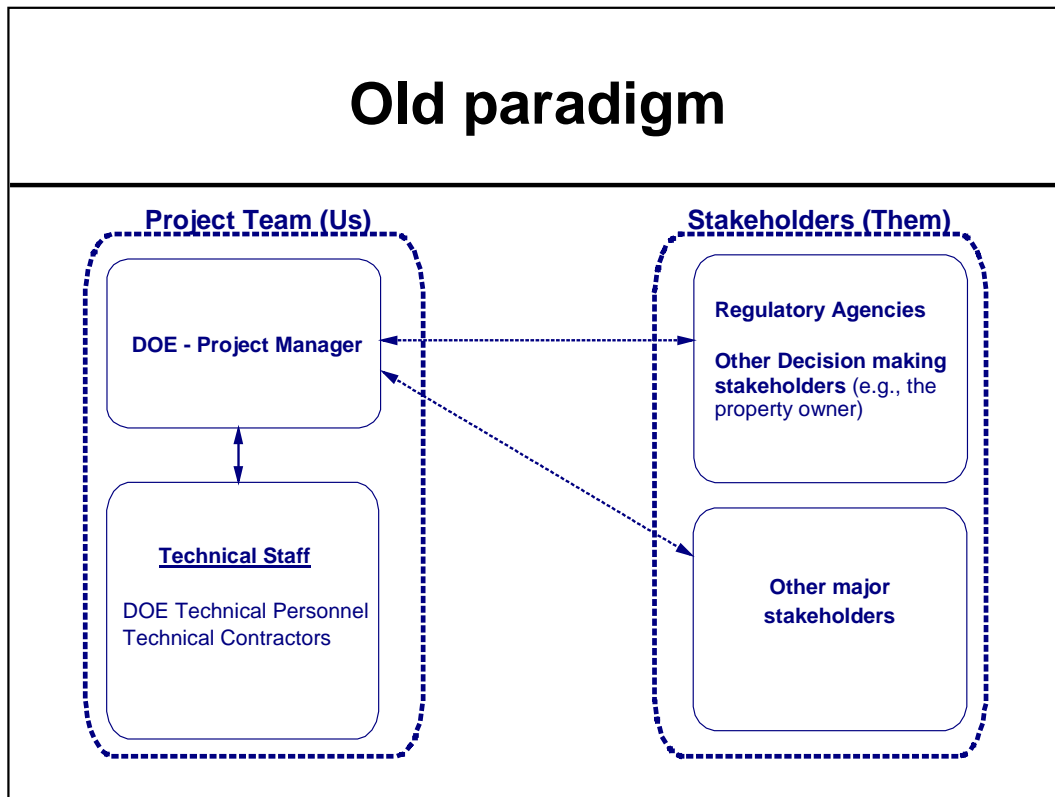 Old paradigm
Project Team (Us)
DOE - Project Manager
Technical Staff
DOE Technical Personnel
Technical Contractors
Stakeholders (Them)
Regulatory Agencies
Other Decision making
stakeholders (e.g., the
property owner)
Other major
stakeholders